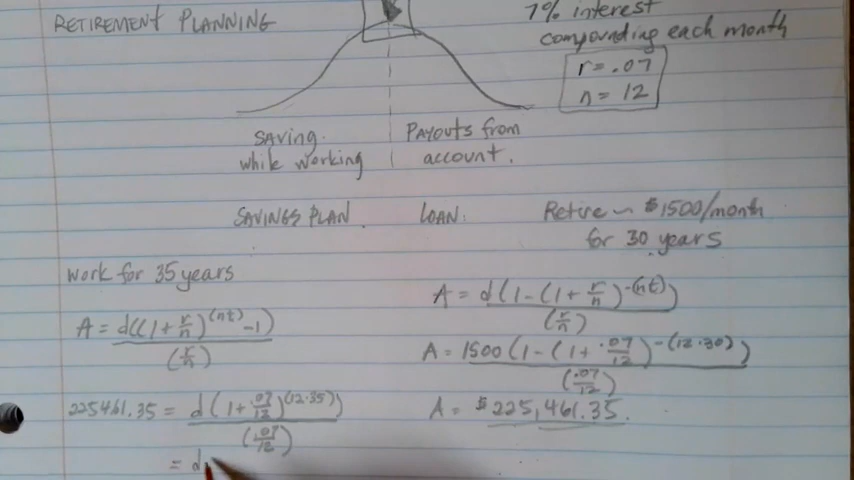 RETIREMENT PLANNING
7% interest
compounding each month
r = .07
n = 12
SAVING
while working
Payouts from
account.
SAVINGS PLAN
LOAN:
Retire ~ $1500/month
for 30 years
work for 35 years
A = d((1+r/n)^(nt) -1)
(r/n)
225461.35 = d(1+.07/12)^(12·35))
(.07/12)
= d
A = d(1-(1+r/n)^-(nt))
(r/n)
A = 1500(1-(1+.07/12)^-(12·30))
(.07/12)
A = $225,461.35.